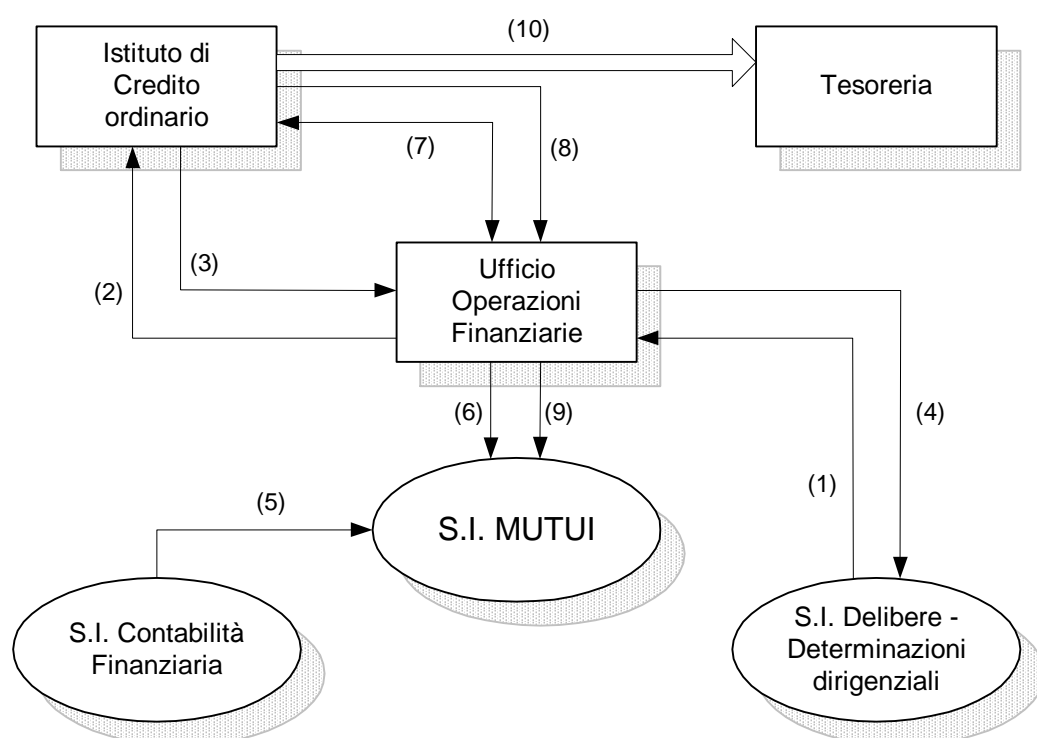 (10)
Istituto di
Credito
ordinario
Tesoreria
(7)
(8)
(3)
(2)
Ufficio
Operazioni
Finanziarie
(6)
(9)
(4)
(1)
(5)
S.I. MUTUI
S.I. Contabilità
Finanziaria
S.I. Delibere -
Determinazioni
dirigenziali